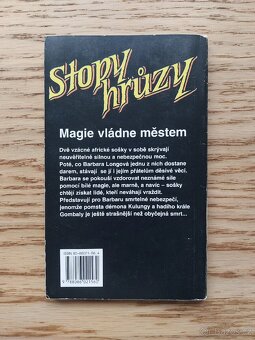 Stopy
hrůzy
Magie vládne městem
Dvě vzácné africké sošky v sobě skrývají
neuvěřitelně silnou a nebezpečnou moc.
Poté, co Barbara Longová jednu z nich dostane
darem, stávají se jí i jejím přátelům děsivé věci.
Barbara se pokouší vzdorovat neznámé síle
pomocí bílé magie, ale marně, a navíc – sošky
chtějí získat lidé, kteří neváhají vraždit.
Představují pro Barbaru smrtelné nebezpečí,
jenomže pomsta démona Kulungy a hadího krále
Gombaly je ještě strašnější než obyčejná smrt...